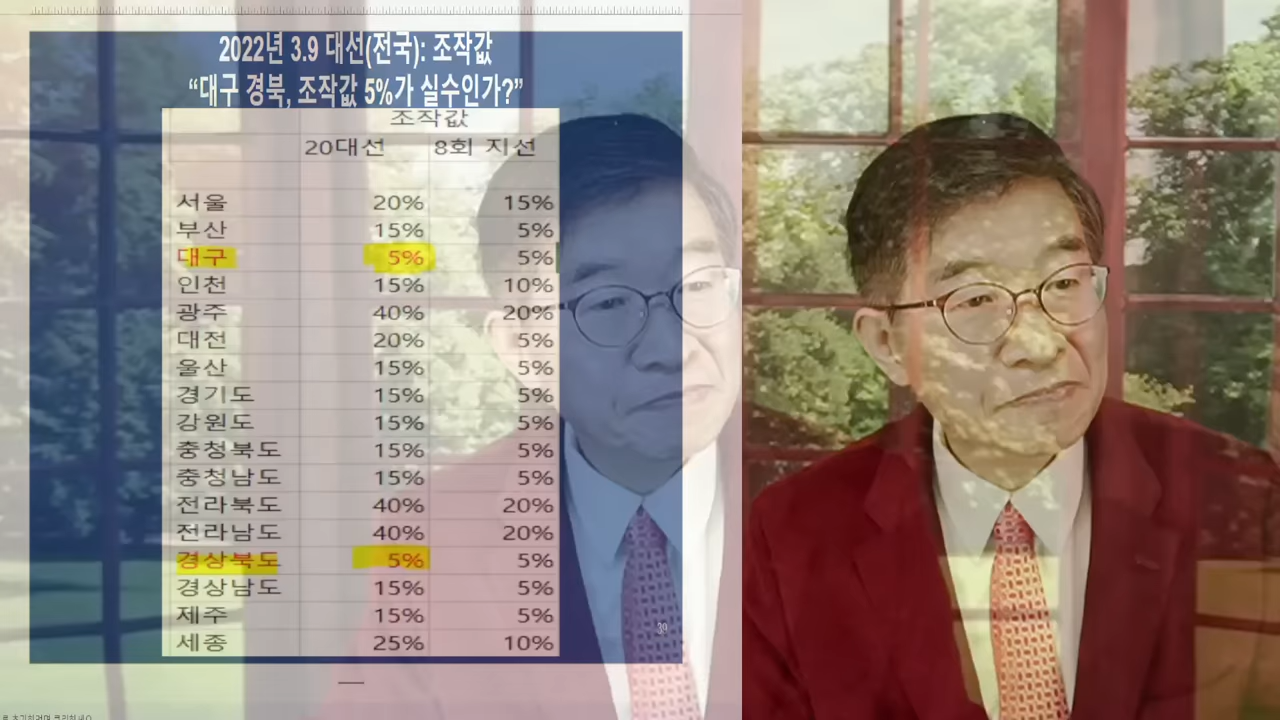 2022년 3.9 대선(전국): 조작값
“대구 경북, 조작값 5%가 실수인가?”
조작값
20대선 8회 지선
서울 20% 15%
부산 15% 5%
대구 5% 5%
인천 15% 10%
광주 40% 20%
대전 20% 5%
울산 15% 5%
경기도 15% 5%
강원도 15% 5%
충청북도 15% 5%
충청남도 15% 5%
전라북도 40% 20%
전라남도 40% 20%
경상북도 5% 5%
경상남도 15% 5%
제주 15% 5%
세종 25% 10%
39